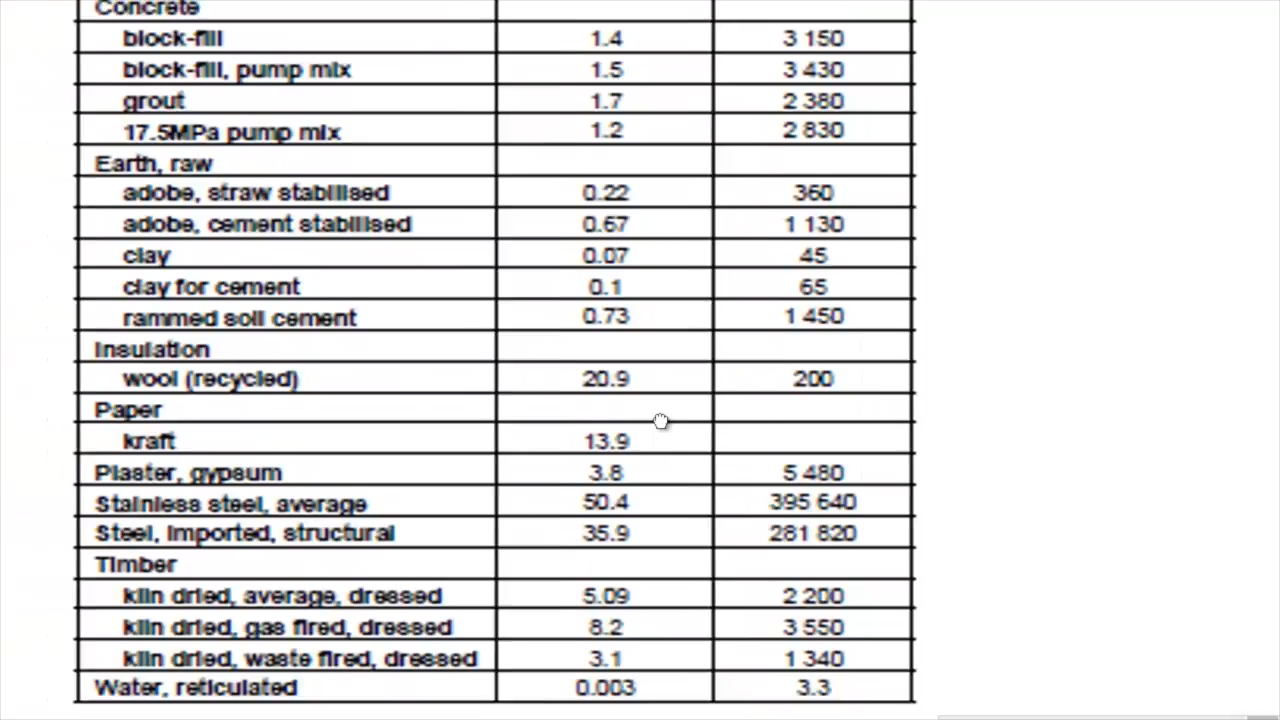 Concrete
block-fill 1.4 3 150
block-fill, pump mix 1.5 3 430
grout 1.7 2 380
17.5MPa pump mix 1.2 2 830
Earth, raw
adobe, straw stabilised 0.22 360
adobe, cement stabilised 0.67 1 130
clay 0.07 45
clay for cement 0.1 65
rammed soil cement 0.73 1 450
Insulation
wool (recycled) 20.9 200
Paper
kraft 13.9
Plaster, gypsum 3.8 5 480
Stainless steel, average 50.4 395 640
Steel, imported, structural 35.9 281 820
Timber
kiln dried, average, dressed 5.09 2 200
kiln dried, gas fired, dressed 8.2 3 550
kiln dried, waste fired, dressed 3.1 1 340
Water, reticulated 0.003 3.3